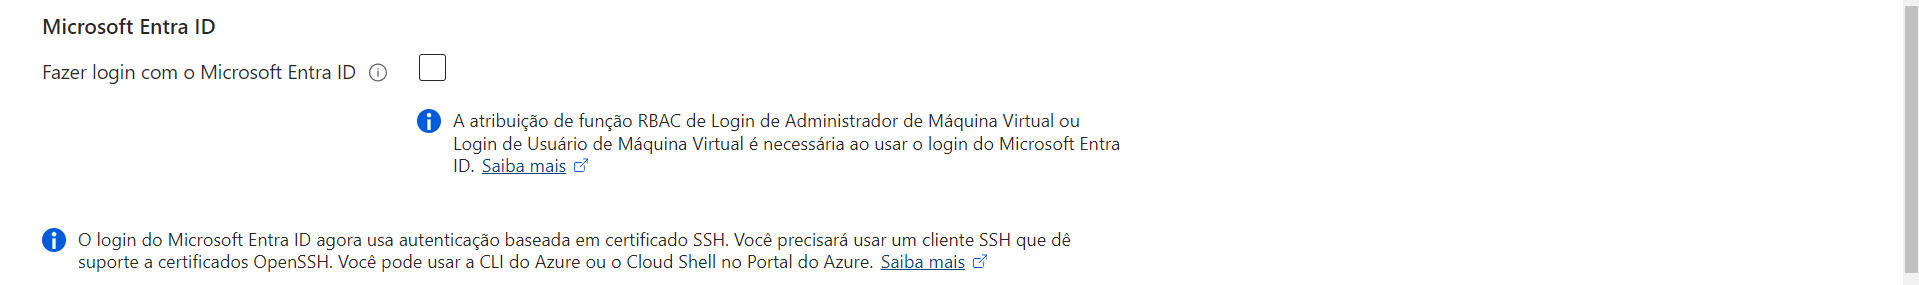 Microsoft Entra ID
Fazer login com o Microsoft Entra ID
A atribuição de função RBAC de Login de Administrador de Máquina Virtual ou
Login de Usuário de Máquina Virtual é necessária ao usar o login do Microsoft Entra
ID. Saiba mais
O login do Microsoft Entra ID agora usa autenticação baseada em certificado SSH. Você precisará usar um cliente SSH que dê
suporte a certificados OpenSSH. Você pode usar a CLI do Azure ou o Cloud Shell no Portal do Azure. Saiba mais